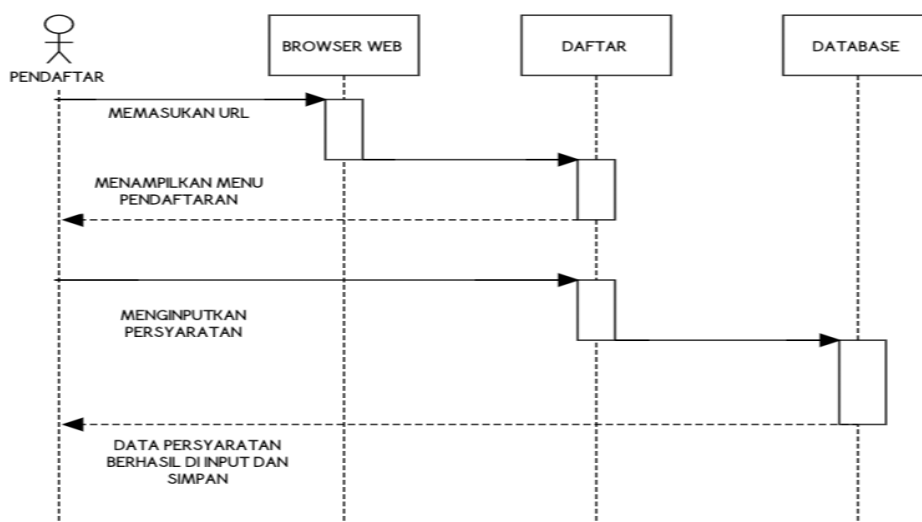 BROWSER WEB
DAFTAR
DATABASE
PENDAFTAR
MEMASUKAN URL
MENAMPILKAN MENU
PENDAFTARAN
MENGINPUTKAN
PERSYARATAN
DATA PERSYARATAN
BERHASIL DI INPUT DAN
SIMPAN